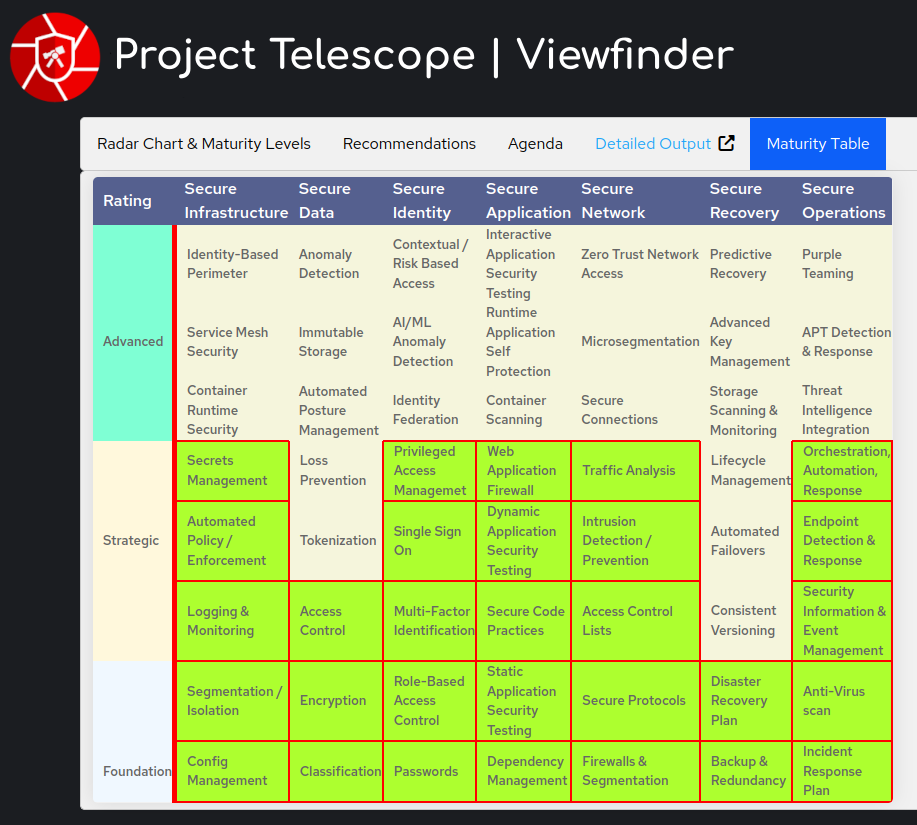 Project Telescope | Viewfinder
Radar Chart & Maturity Levels
Recommendations
Agenda
Detailed Output
Maturity Table
Rating
Secure
Infrastructure
Secure
Data
Secure
Identity
Secure
Application
Secure
Network
Secure
Recovery
Secure
Operations
Advanced
Identity-Based
Perimeter
Anomaly
Detection
Contextual /
Risk Based
Access
Interactive
Application
Security
Testing
Zero Trust Network
Access
Predictive
Recovery
Purple
Teaming
Service Mesh
Security
Immutable
Storage
AI/ML
Anomaly
Detection
Runtime
Application
Self
Protection
Microsegmentation
Advanced
Key
Management
APT Detection
& Response
Container
Runtime
Security
Automated
Posture
Management
Identity
Federation
Container
Scanning
Secure
Connections
Storage
Scanning &
Monitoring
Threat
Intelligence
Integration
Strategic
Secrets
Management
Loss
Prevention
Privileged
Access
Managemet
Web
Application
Firewall
Traffic Analysis
Lifecycle
Management
Orchestration,
Automation,
Response
Automated
Policy /
Enforcement
Tokenization
Single Sign
On
Dynamic
Application
Security
Testing
Intrusion
Detection /
Prevention
Automated
Failovers
Endpoint
Detection &
Response
Logging &
Monitoring
Access
Control
Multi-Factor
Identification
Secure Code
Practices
Access Control
Lists
Consistent
Versioning
Security
Information &
Event
Management
Foundation
Segmentation /
Isolation
Encryption
Role-Based
Access
Control
Static
Application
Security
Testing
Secure Protocols
Disaster
Recovery
Plan
Anti-Virus
scan
Config
Management
Classification
Passwords
Dependency
Management
Firewalls &
Segmentation
Backup &
Redundancy
Incident
Response
Plan